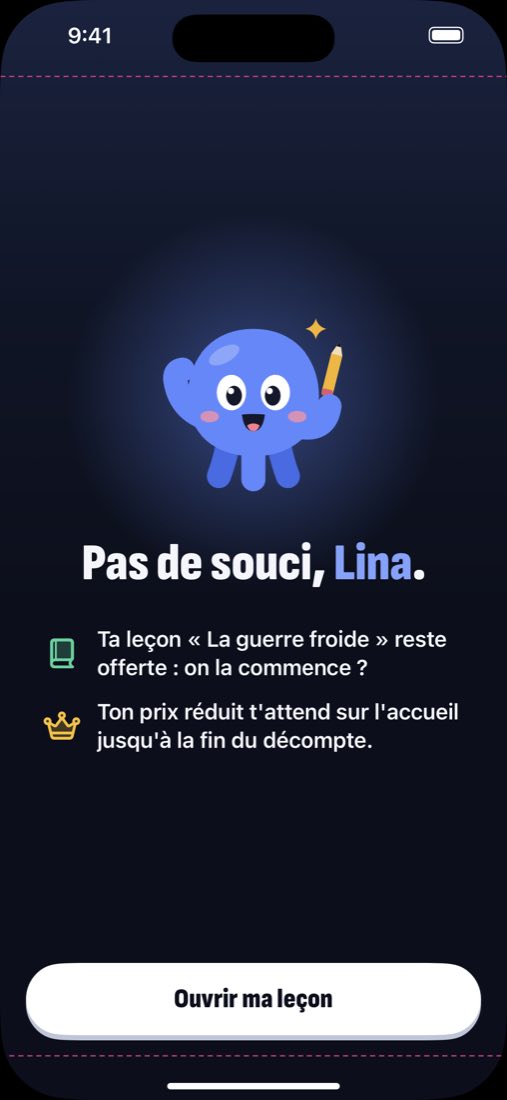 9:41
Pas de souci, Lina.
Ta leçon « La guerre froide » reste
offerte : on la commence ?
Ton prix réduit t'attend sur l'accueil
jusqu'à la fin du décompte.
Ouvrir ma leçon